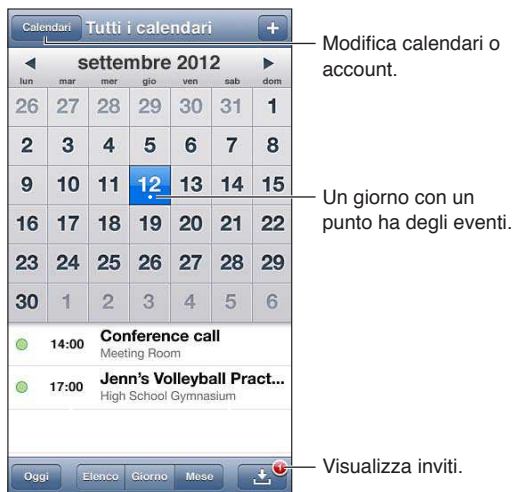 Calendari Tutti i calendari +
Modifica calendari o
account.
settembre 2012
lun mar mer gio ven sab dom
26 27 28 29 30 31 1
2 3 4 5 6 7 8
9 10 11 12 13 14 15
Un giorno con un
punto ha degli eventi.
16 17 18 19 20 21 22
23 24 25 26 27 28 29
30 1 2 3 4 5 6
14:00 Conference call
Meeting Room
17:00 Jenn's Volleyball Pract...
High School Gymnasium
Oggi Elenco Giorno Mese 1
Visualizza inviti.